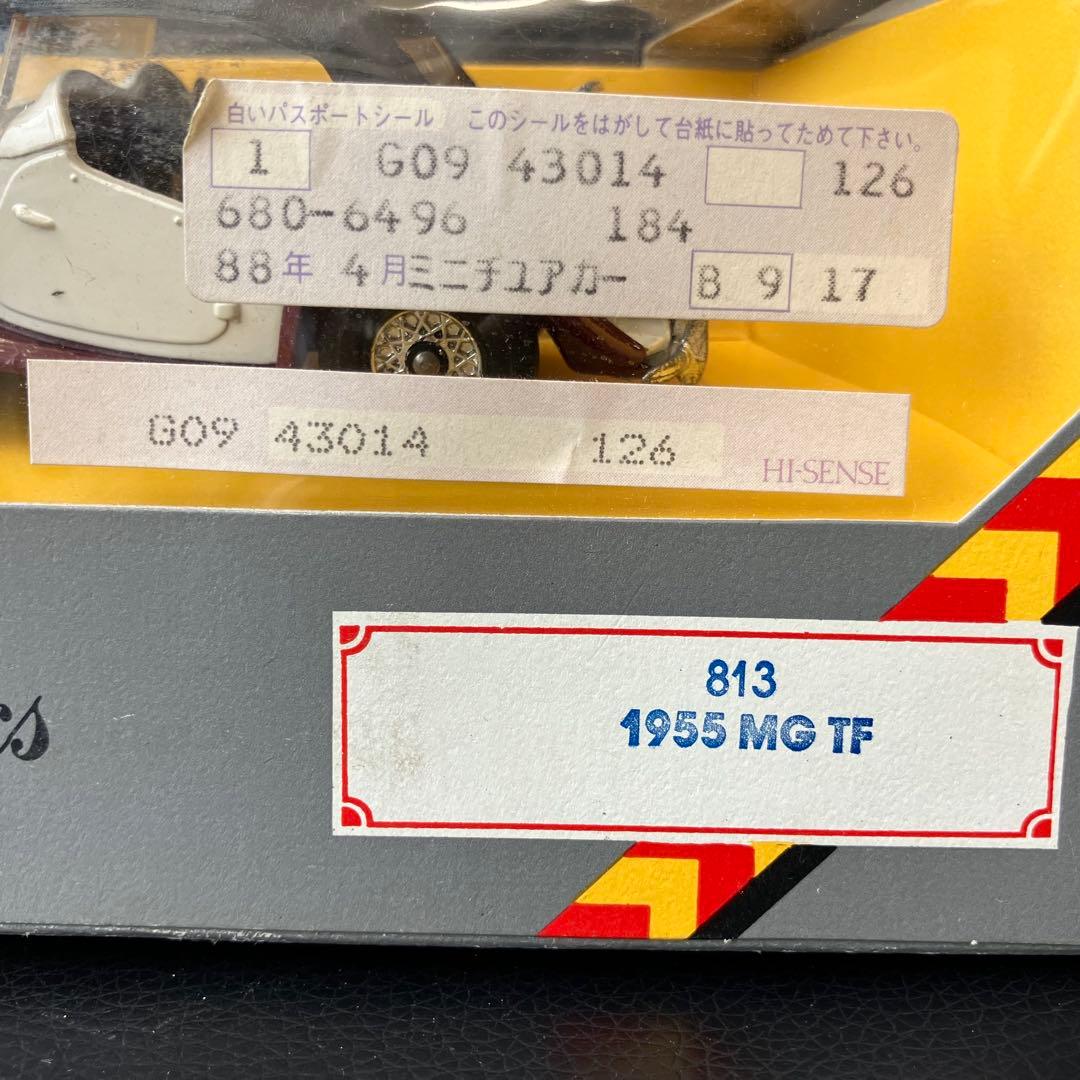 白いパスポートシール このシールをはがして台紙に貼ってためて下さい。
1 G09 43014 126
680-6496 184
88年 4月ミニチュアカー 8 9 17
G09 43014 126
HI-SENSE
813
1955 MG TF
cs